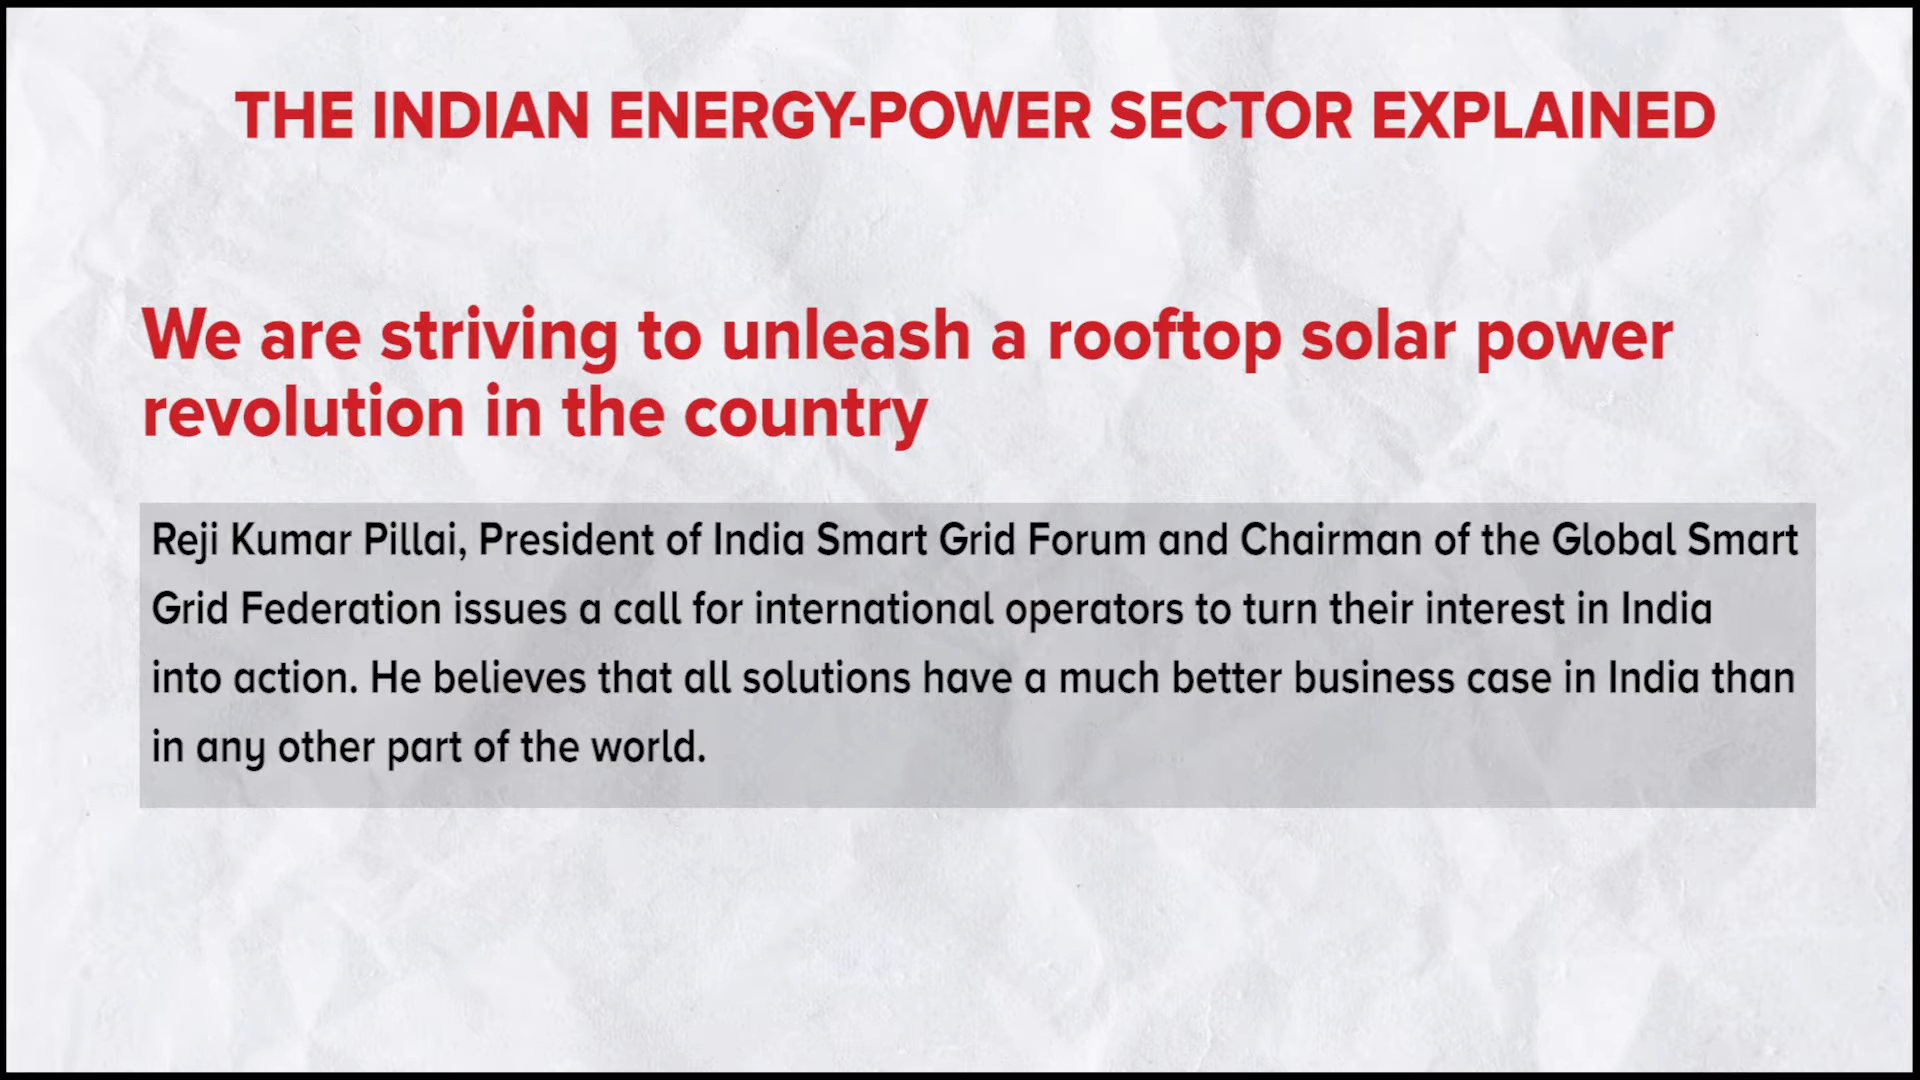 THE INDIAN ENERGY-POWER SECTOR EXPLAINED
We are striving to unleash a rooftop solar power
revolution in the country
Reji Kumar Pillai, President of India Smart Grid Forum and Chairman of the Global Smart
Grid Federation issues a call for international operators to turn their interest in India
into action. He believes that all solutions have a much better business case in India than
in any other part of the world.